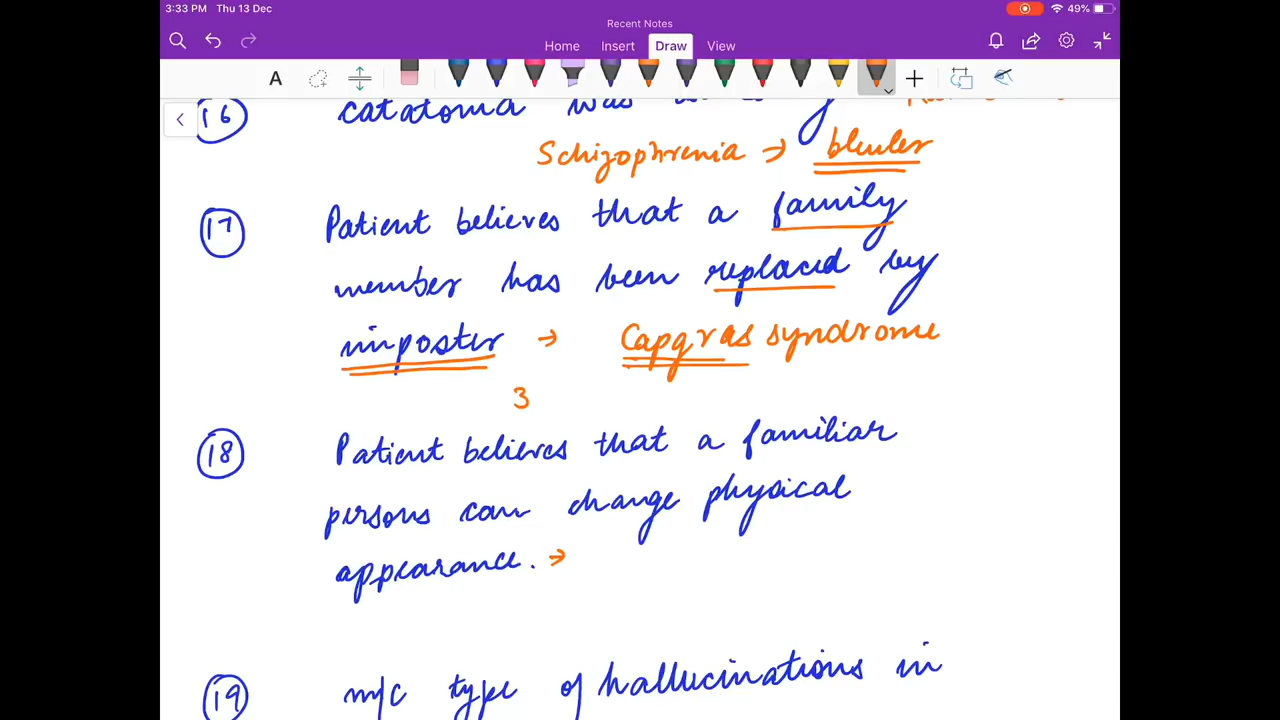 3:33 PM Thu 13 Dec
49%
Recent Notes
Home Insert Draw View
A
16 catatonia was
Schizophrenia → bleuler
17 Patient believes that a family
member has been replaced by
imposter → Capgras syndrome
3
18 Patient believes that a familiar
persons can change physical
appearance. →
19 m/c type of hallucinations in